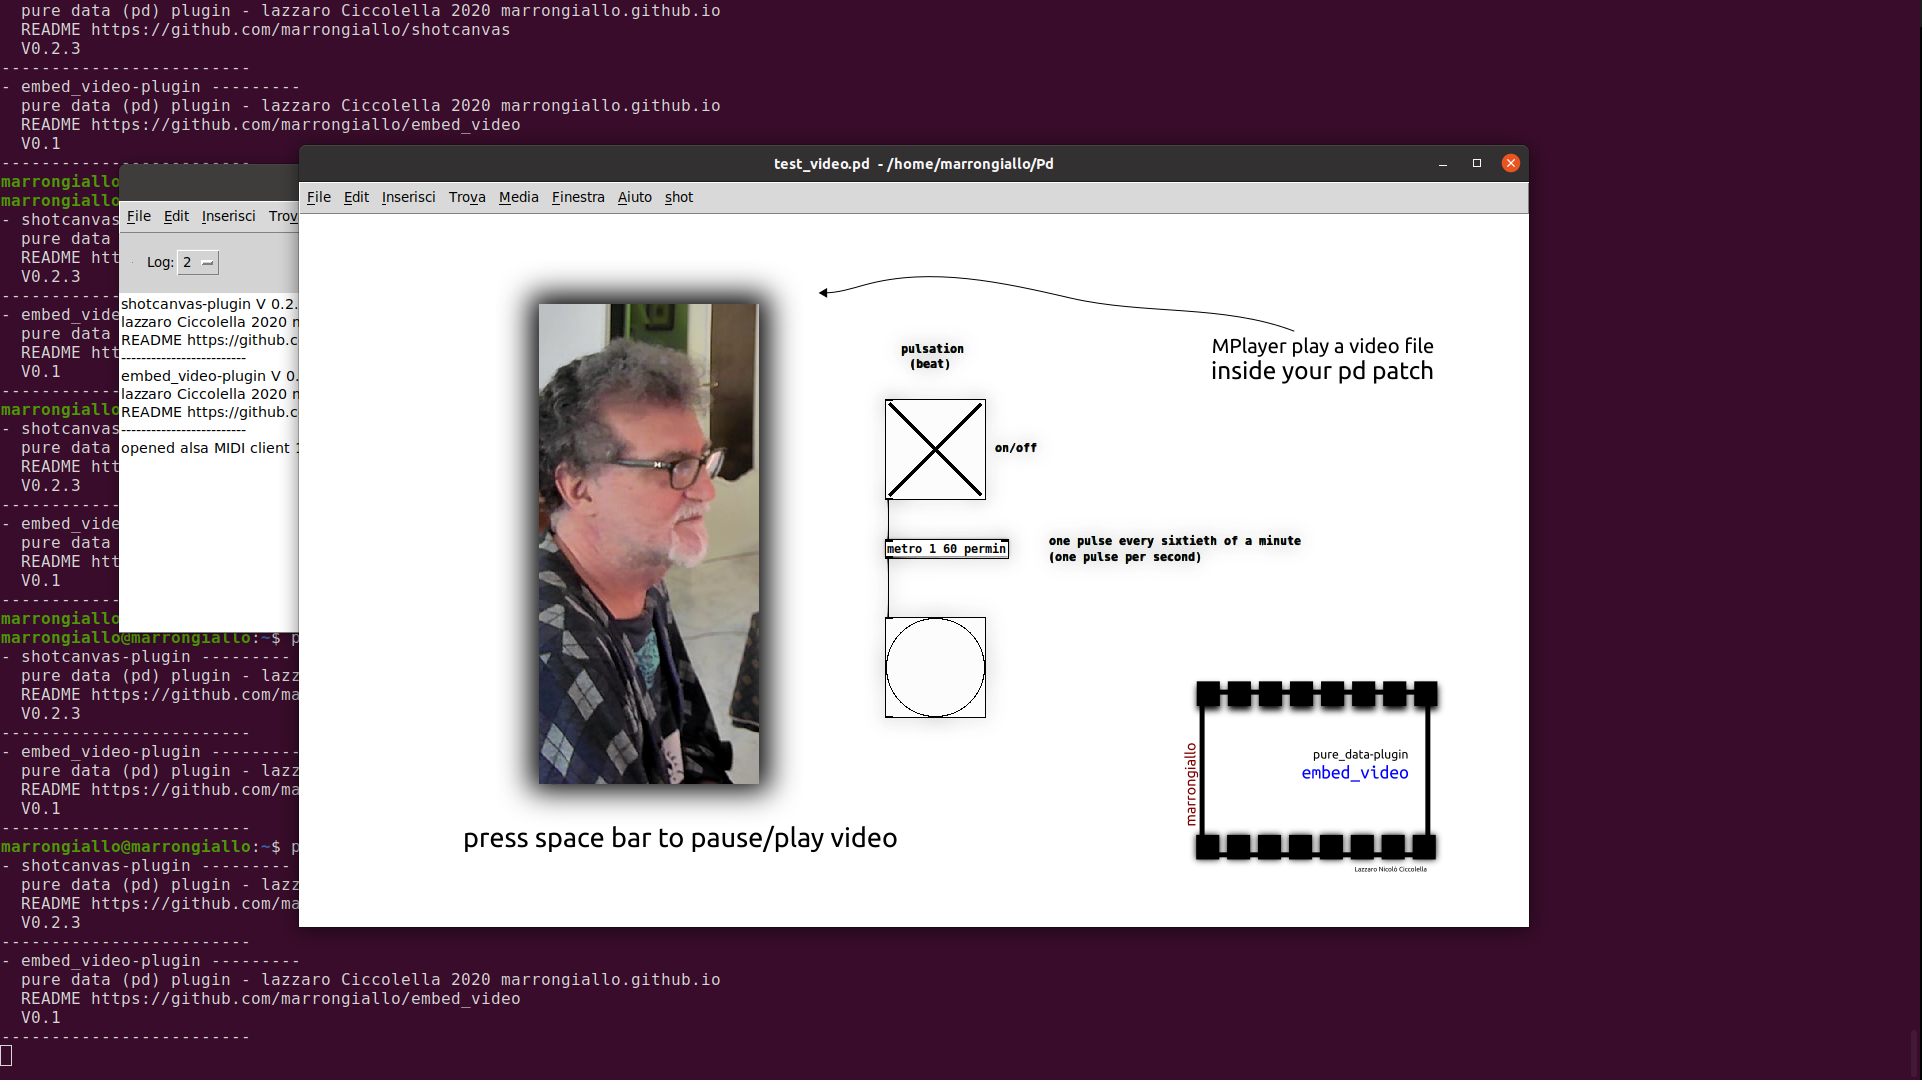 pure data (pd) plugin - lazzaro Ciccolella 2020 marrongiallo.github.io
README https://github.com/marrongiallo/shotcanvas
V0.2.3
-------------------------
- embed_video-plugin ---------
pure data (pd) plugin - lazzaro Ciccolella 2020 marrongiallo.github.io
README https://github.com/marrongiallo/embed_video
V0.1
-------------------------
marrongiallo
marrongiallo
- shotcanvas
pure data
README htt
V0.2.3
------------
- embed_vide
pure data
README htt
V0.1
------------
marrongiallo
- shotcanvas
pure data
README htt
V0.2.3
------------
- embed_vide
pure data
README htt
V0.1
------------
marrongiallo
marrongiallo@marrongiallo:~$ p
- shotcanvas-plugin ---------
pure data (pd) plugin - lazz
README https://github.com/ma
V0.2.3
-------------------------
- embed_video-plugin ---------
pure data (pd) plugin - lazz
README https://github.com/ma
V0.1
-------------------------
marrongiallo@marrongiallo:~$ p
- shotcanvas-plugin ---------
pure data (pd) plugin - lazz
README https://github.com/ma
V0.2.3
-------------------------
- embed_video-plugin ---------
pure data (pd) plugin - lazzaro Ciccolella 2020 marrongiallo.github.io
README https://github.com/marrongiallo/embed_video
V0.1
-------------------------
File Edit Inserisci Trov
Log: 2
shotcanvas-plugin V 0.2.
lazzaro Ciccolella 2020 m
README https://github.c
-------------------------
embed_video-plugin V 0.
lazzaro Ciccolella 2020 m
README https://github.c
-------------------------
opened alsa MIDI client 1
test_video.pd - /home/marrongiallo/Pd
File Edit Inserisci Trova Media Finestra Aiuto shot
MPlayer play a video file
inside your pd patch
pulsation
(beat)
on/off
metro 1 60 permin
one pulse every sixtieth of a minute
(one pulse per second)
press space bar to pause/play video
marrongiallo
pure_data-plugin
embed_video
Lazzaro Nicolò Ciccolella